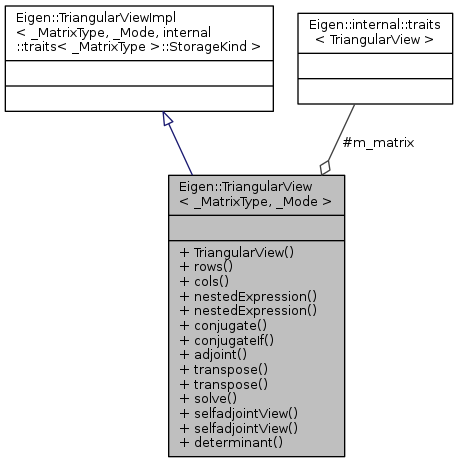 Eigen::TriangularViewImpl
< _MatrixType, _Mode, internal
::traits< _MatrixType >::StorageKind >
Eigen::internal::traits
< TriangularView >
#m_matrix
Eigen::TriangularView
< _MatrixType, _Mode >
+ TriangularView()
+ rows()
+ cols()
+ nestedExpression()
+ nestedExpression()
+ conjugate()
+ conjugateIf()
+ adjoint()
+ transpose()
+ transpose()
+ solve()
+ selfadjointView()
+ selfadjointView()
+ determinant()